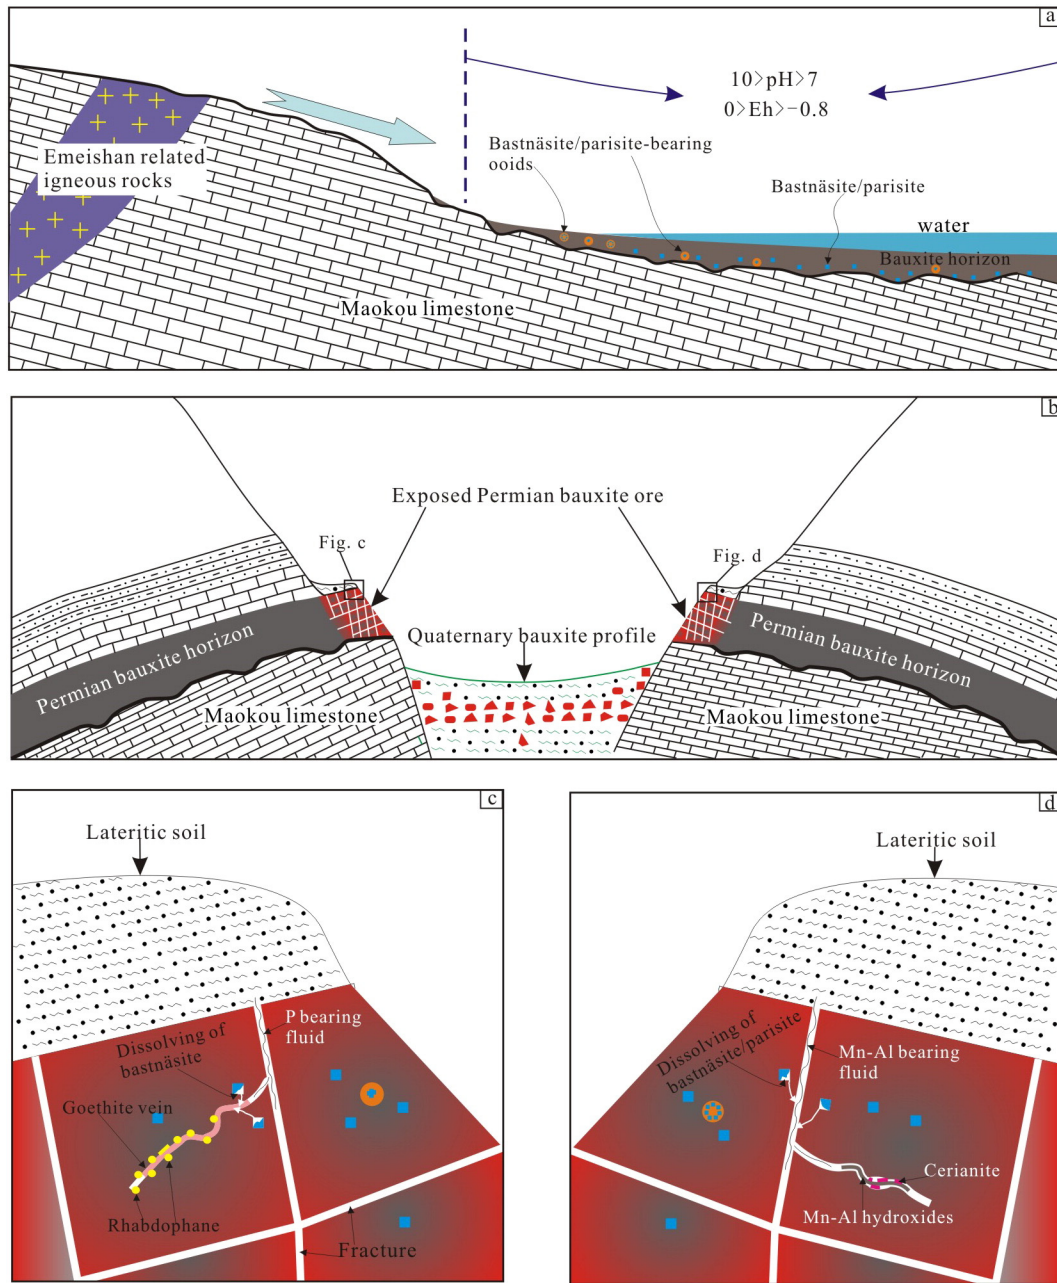 a
10>pH>7
0>Eh>−0.8
Emeishan related
igneous rocks
Bastnäsite/parisite-bearing
ooids
Bastnäsite/parisite
water
Bauxite horizon
Maokou limestone
b
Exposed Permian bauxite ore
Fig. c
Fig. d
Quaternary bauxite profile
Permian bauxite horizon
Permian bauxite horizon
Maokou limestone
Maokou limestone
c
Lateritic soil
P bearing
fluid
Dissolving of
bastnäsite
Goethite vein
Rhabdophane
Fracture
d
Lateritic soil
Mn-Al bearing
fluid
Dissolving of
bastnäsite/parisite
Cerianite
Mn-Al hydroxides